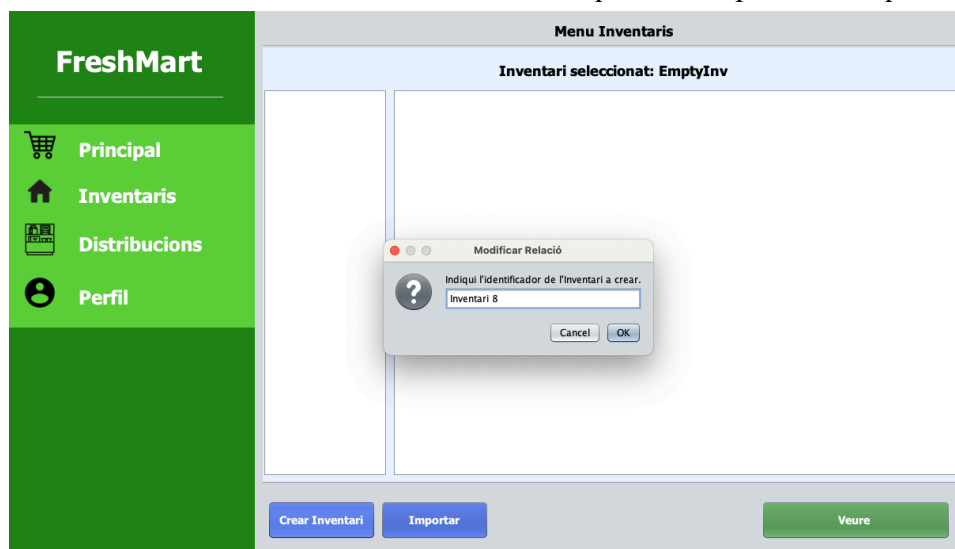 FreshMart
Principal
Inventaris
Distribucions
Perfil
Menu Inventaris
Inventari seleccionat: EmptyInv
Modificar Relació
Indiqui l'identificador de l'Inventari a crear.
Inventari 8
Cancel OK
Crear Inventari Importar Veure